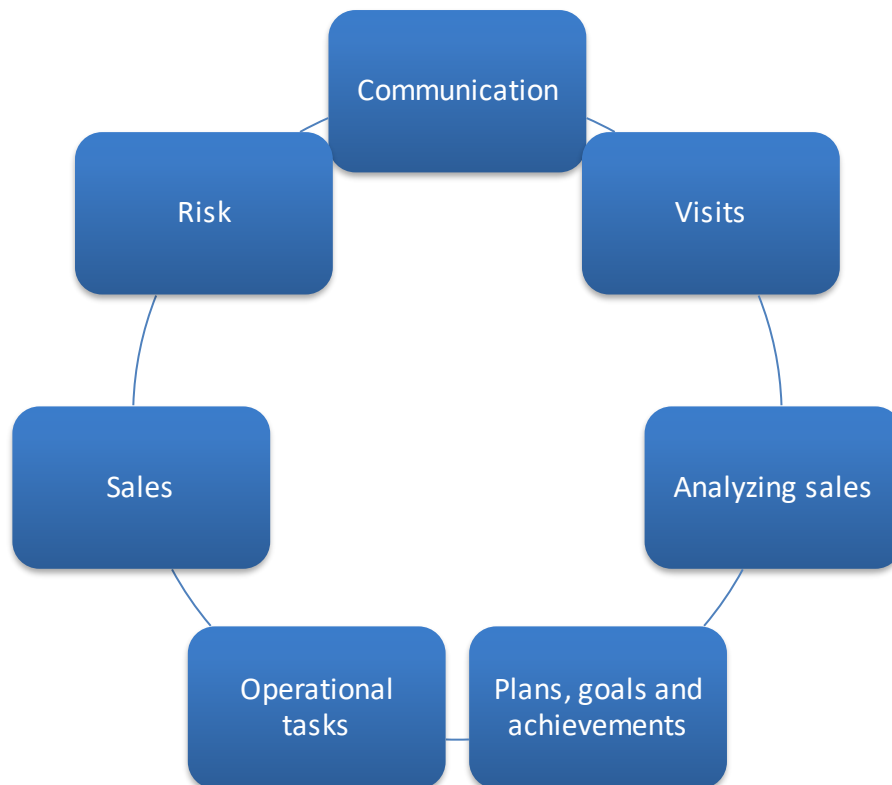 Communication
Risk
Visits
Sales
Analyzing sales
Operational
tasks
Plans, goals and
achievements